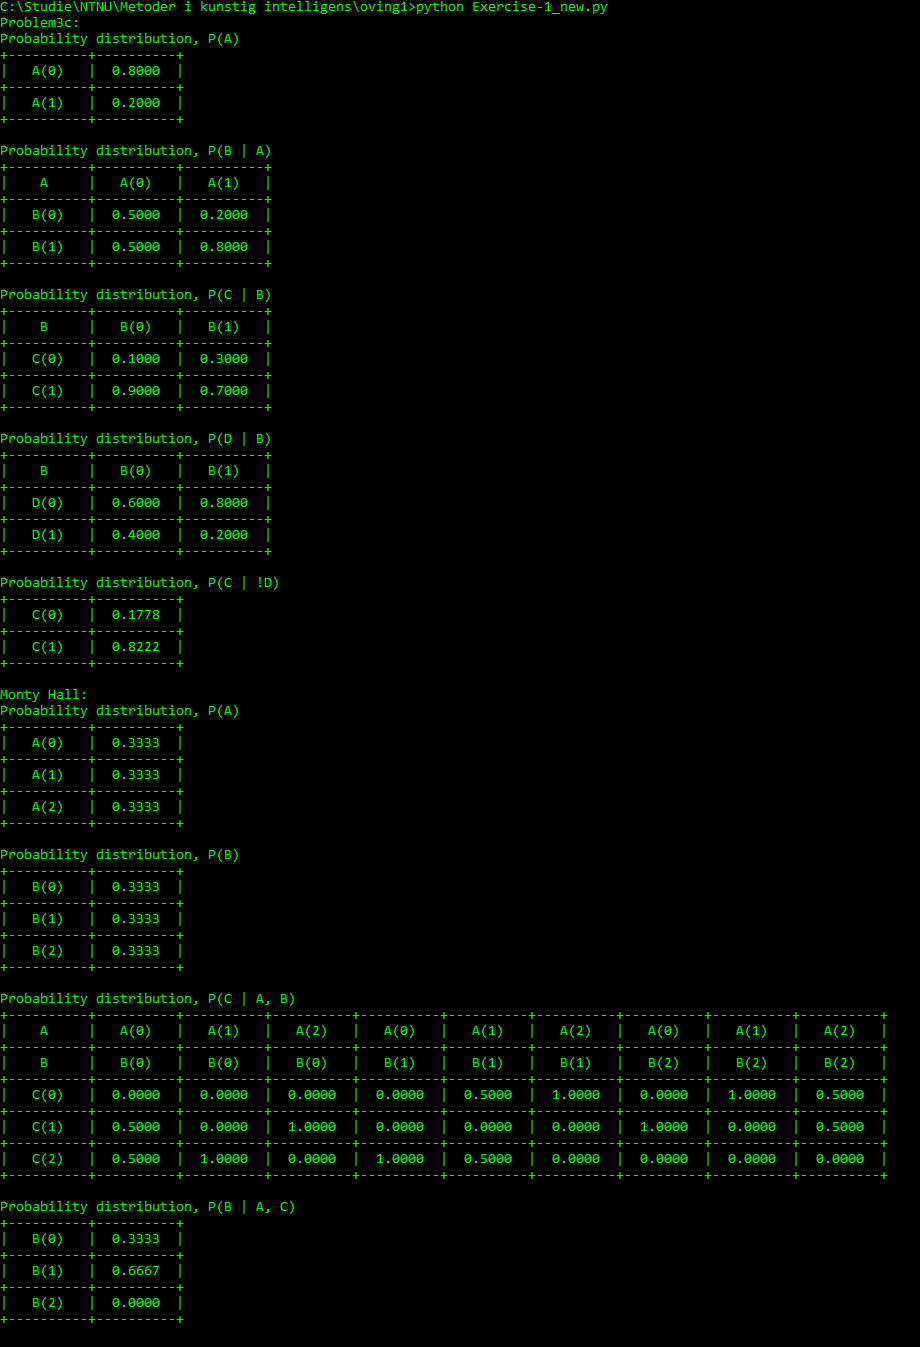 C:\Studie\NTNU\Metoder i kunstig intelligens\oving1>python Exercise-1_new.py
Problem3c:
Probability distribution, P(A)
+----------+----------+
|   A(0)   |  0.8000  |
+----------+----------+
|   A(1)   |  0.2000  |
+----------+----------+

Probability distribution, P(B | A)
+----------+----------+----------+
|    A     |   A(0)   |   A(1)   |
+----------+----------+----------+
|   B(0)   |  0.5000  |  0.2000  |
+----------+----------+----------+
|   B(1)   |  0.5000  |  0.8000  |
+----------+----------+----------+

Probability distribution, P(C | B)
+----------+----------+----------+
|    B     |   B(0)   |   B(1)   |
+----------+----------+----------+
|   C(0)   |  0.1000  |  0.3000  |
+----------+----------+----------+
|   C(1)   |  0.9000  |  0.7000  |
+----------+----------+----------+

Probability distribution, P(D | B)
+----------+----------+----------+
|    B     |   B(0)   |   B(1)   |
+----------+----------+----------+
|   D(0)   |  0.6000  |  0.8000  |
+----------+----------+----------+
|   D(1)   |  0.4000  |  0.2000  |
+----------+----------+----------+

Probability distribution, P(C | !D)
+----------+----------+
|   C(0)   |  0.1778  |
+----------+----------+
|   C(1)   |  0.8222  |
+----------+----------+

Monty Hall:
Probability distribution, P(A)
+----------+----------+
|   A(0)   |  0.3333  |
+----------+----------+
|   A(1)   |  0.3333  |
+----------+----------+
|   A(2)   |  0.3333  |
+----------+----------+

Probability distribution, P(B)
+----------+----------+
|   B(0)   |  0.3333  |
+----------+----------+
|   B(1)   |  0.3333  |
+----------+----------+
|   B(2)   |  0.3333  |
+----------+----------+

Probability distribution, P(C | A, B)
+----------+----------+----------+----------+----------+----------+----------+----------+----------+----------+
|    A     |   A(0)   |   A(1)   |   A(2)   |   A(0)   |   A(1)   |   A(2)   |   A(0)   |   A(1)   |   A(2)   |
+----------+----------+----------+----------+----------+----------+----------+----------+----------+----------+
|    B     |   B(0)   |   B(0)   |   B(0)   |   B(1)   |   B(1)   |   B(1)   |   B(2)   |   B(2)   |   B(2)   |
+----------+----------+----------+----------+----------+----------+----------+----------+----------+----------+
|   C(0)   |  0.0000  |  0.0000  |  0.0000  |  0.0000  |  0.5000  |  1.0000  |  0.0000  |  1.0000  |  0.5000  |
+----------+----------+----------+----------+----------+----------+----------+----------+----------+----------+
|   C(1)   |  0.5000  |  0.0000  |  1.0000  |  0.0000  |  0.0000  |  0.0000  |  1.0000  |  0.0000  |  0.5000  |
+----------+----------+----------+----------+----------+----------+----------+----------+----------+----------+
|   C(2)   |  0.5000  |  1.0000  |  0.0000  |  1.0000  |  0.5000  |  0.0000  |  0.0000  |  0.0000  |  0.0000  |
+----------+----------+----------+----------+----------+----------+----------+----------+----------+----------+

Probability distribution, P(B | A, C)
+----------+----------+
|   B(0)   |  0.3333  |
+----------+----------+
|   B(1)   |  0.6667  |
+----------+----------+
|   B(2)   |  0.0000  |
+----------+----------+